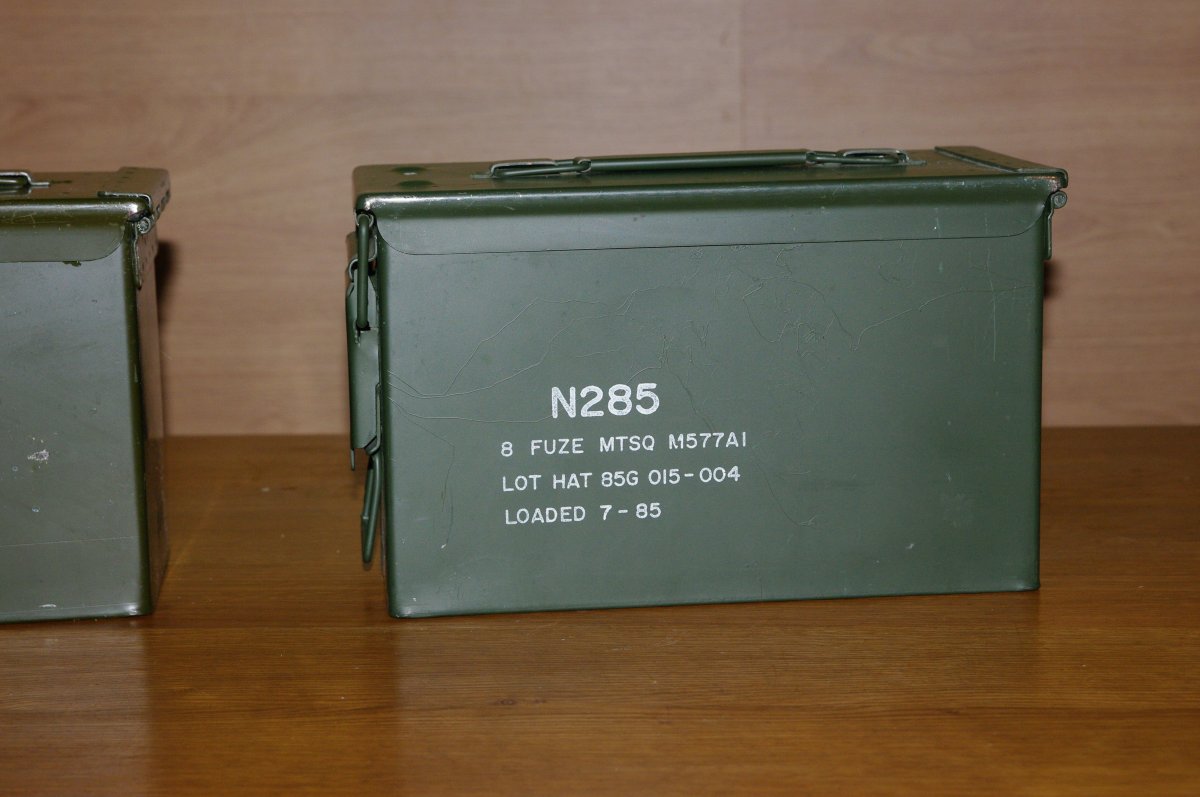 N285
8 FUZE MTSQ M577A1
LOT HAT 85G 015-004
LOADED 7-85